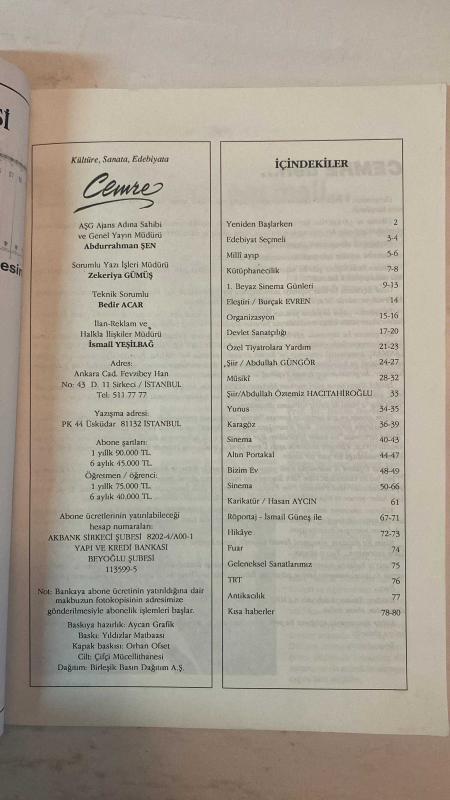 Kültüre, Sanata, Edebiyata
Cemre
AŞG Ajans Adına Sahibi
ve Genel Yayın Müdürü
Abdurrahman ŞEN
Sorumlu Yazı İşleri Müdürü
Zekeriya GÜMÜŞ
Teknik Sorumlu
Bedir ACAR
İlan-Reklam ve
Halkla İlişkiler Müdürü
İsmail YEŞİLBAĞ
Adres:
Ankara Cad. Fevzibey Han
No: 43 D. 11 Sirkeci / İSTANBUL
Tel: 511 77 77
Yazışma adresi:
PK 44 Üsküdar 81132 İSTANBUL
Abone şartları:
1 yıllık 90.000 TL.
6 aylık 45.000 TL.
Öğretmen / öğrenci:
1 yıllık 75.000 TL.
6 aylık 40.000 TL.
Abone ücretlerinin yatırılabileceği
hesap numaraları:
AKBANK SİRKECİ ŞUBESİ 8202-4/A00-1
YAPI VE KREDİ BANKASI
BEYOĞLU ŞUBESİ
113599-5
Not: Bankaya abone ücretinin yatırıldığına dair
makbuzun fotokopisinin adresimize
gönderilmesiyle abonelik işlemleri başlar.
Baskıya hazırlık: Aycan Grafik
Baskı: Yıldızlar Matbaası
Kapak baskısı: Orhan Ofset
Cilt: Çifçi Mücellithanesi
Dağıtım: Birleşik Basın Dağıtım A.Ş.
İÇİNDEKİLER
Yeniden Başlarken 2
Edebiyat Seçmeli 3-4
Millî ayıp 5-6
Kütüphanecilik 7-8
1. Beyaz Sinema Günleri 9-13
Eleştiri / Burçak EVREN 14
Organizasyon 15-16
Devlet Sanatçılığı 17-20
Özel Tiyatrolara Yardım 21-23
Şiir / Abdullah GÜNGÖR 24-27
Müsikî 28-32
Şiir/Abdullah Öztemiz HACITAHİROĞLU 33
Yunus 34-35
Karagöz 36-39
Sinema 40-43
Altın Portakal 44-47
Bizim Ev 48-49
Sinema 50-66
Karikatür / Hasan AYCIN 61
Röportaj - İsmail Güneş ile 67-71
Hikâye 72-73
Fuar 74
Geleneksel Sanatlarımız 75
TRT 76
Antikacılık 77
Kısa haberler 78-80